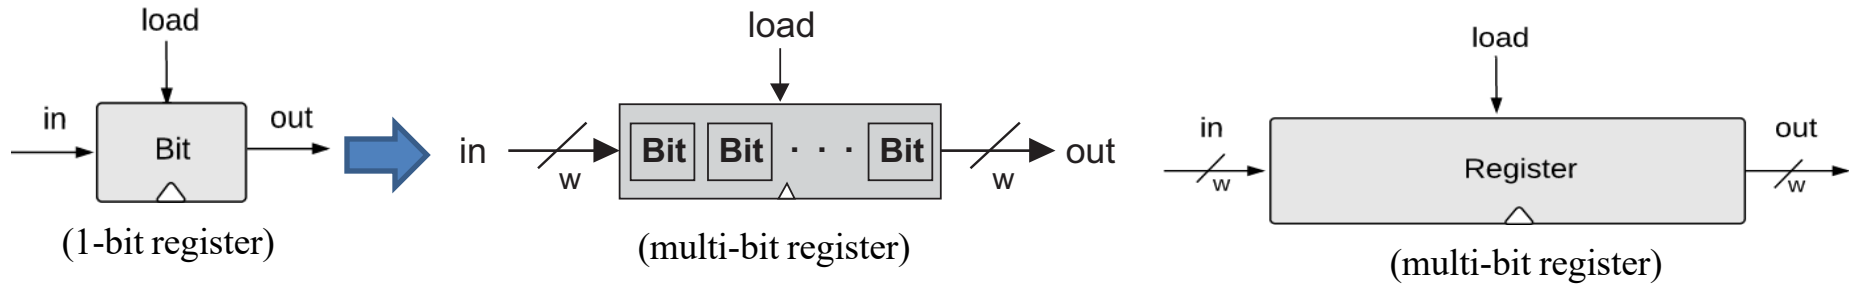 load
in
Bit
out
(1-bit register)
load
in
w
Bit Bit · · · Bit
w
out
(multi-bit register)
load
in
w
Register
out
w
(multi-bit register)